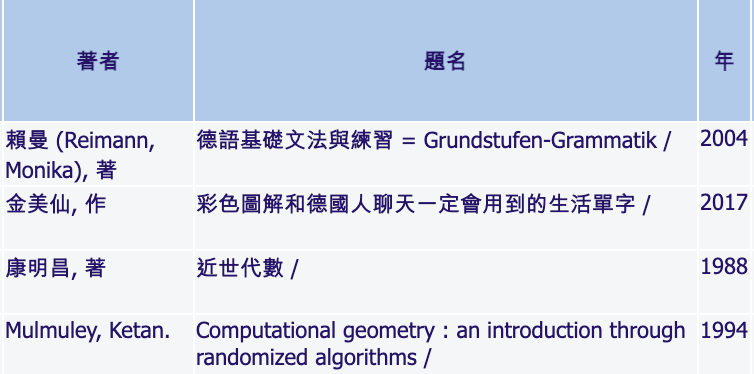 著者 題名 年
賴曼 (Reimann, 德語基礎文法與練習 = Grundstufen-Grammatik / 2004
Monika), 著
金美仙, 作 彩色圖解和德國人聊天一定會用到的生活單字 / 2017
康明昌, 著 近世代數 / 1988
Mulmuley, Ketan. Computational geometry : an introduction through 1994
randomized algorithms /